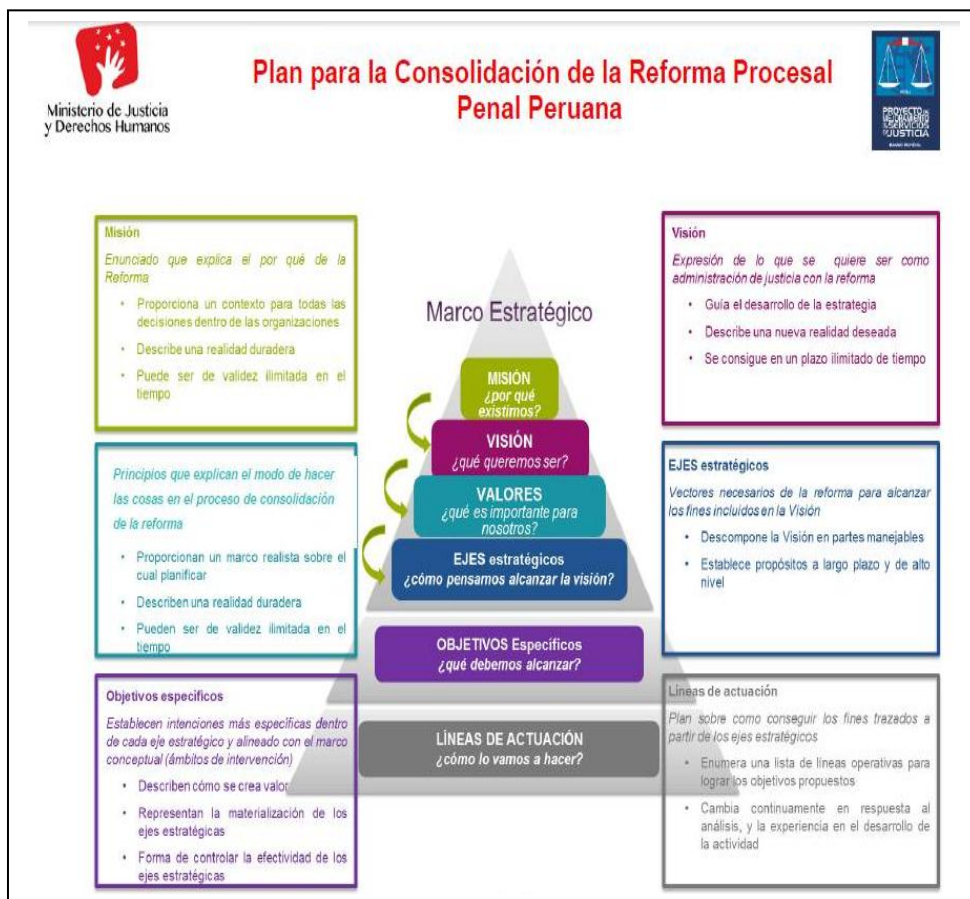 Ministerio de Justicia
y Derechos Humanos
Plan para la Consolidación de la Reforma Procesal
Penal Peruana
PROYECTO DE
MEJORAMIENTO
DE LOS SERVICIOS
DE JUSTICIA
BANCO MUNDIAL
Misión
Enunciado que explica el por qué de la
Reforma
• Proporciona un contexto para todas las
decisiones dentro de las organizaciones
• Describe una realidad duradera
• Puede ser de validez ilimitada en el
tiempo
Principios que explican el modo de hacer
las cosas en el proceso de consolidación
de la reforma
• Proporcionan un marco realista sobre el
cual planificar
• Describen una realidad duradera
• Pueden ser de validez ilimitada en el
tiempo
Objetivos especificos
Establecen intenciones más específicas dentro
de cada eje estratégico y alineado con el marco
conceptual (ámbitos de intervención)
• Describen cómo se crea valor
• Representan la materialización de los
ejes estratégicas
• Forma de controlar la efectividad de los
ejes estratégicas
Marco Estratégico
MISIÓN
¿por qué
existimos?
VISIÓN
¿qué queremos ser?
VALORES
¿qué es importante para
nosotros?
EJES estratégicos
¿cómo pensamos alcanzar la visión?
OBJETIVOS Específicos
¿qué debemos alcanzar?
LÍNEAS DE ACTUACIÓN
¿cómo lo vamos a hacer?
Visión
Expresión de lo que se quiere ser como
administración de justicia con la reforma
• Guía el desarrollo de la estrategia
• Describe una nueva realidad deseada
• Se consigue en un plazo ilimitado de tiempo
EJES estratégicos
Vectores necesarios de la reforma para alcanzar
los fines incluidos en la Visión
• Descompone la Visión en partes manejables
• Establece propósitos a largo plazo y de alto
nivel
Líneas de actuación
Plan sobre como conseguir los fines trazados a
partir de los ejes estratégicos
• Enumera una lista de líneas operativas para
lograr los objetivos propuestos
• Cambia continuamente en respuesta al
análisis, y la experiencia en el desarrollo de
la actividad